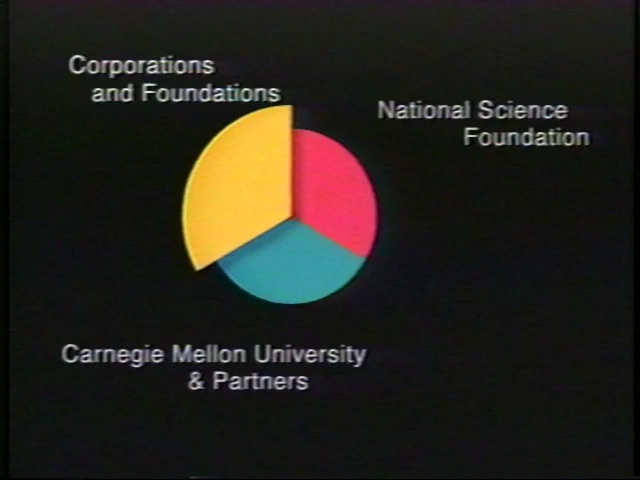 Corporations
and Foundations
National Science
Foundation
Carnegie Mellon University
& Partners